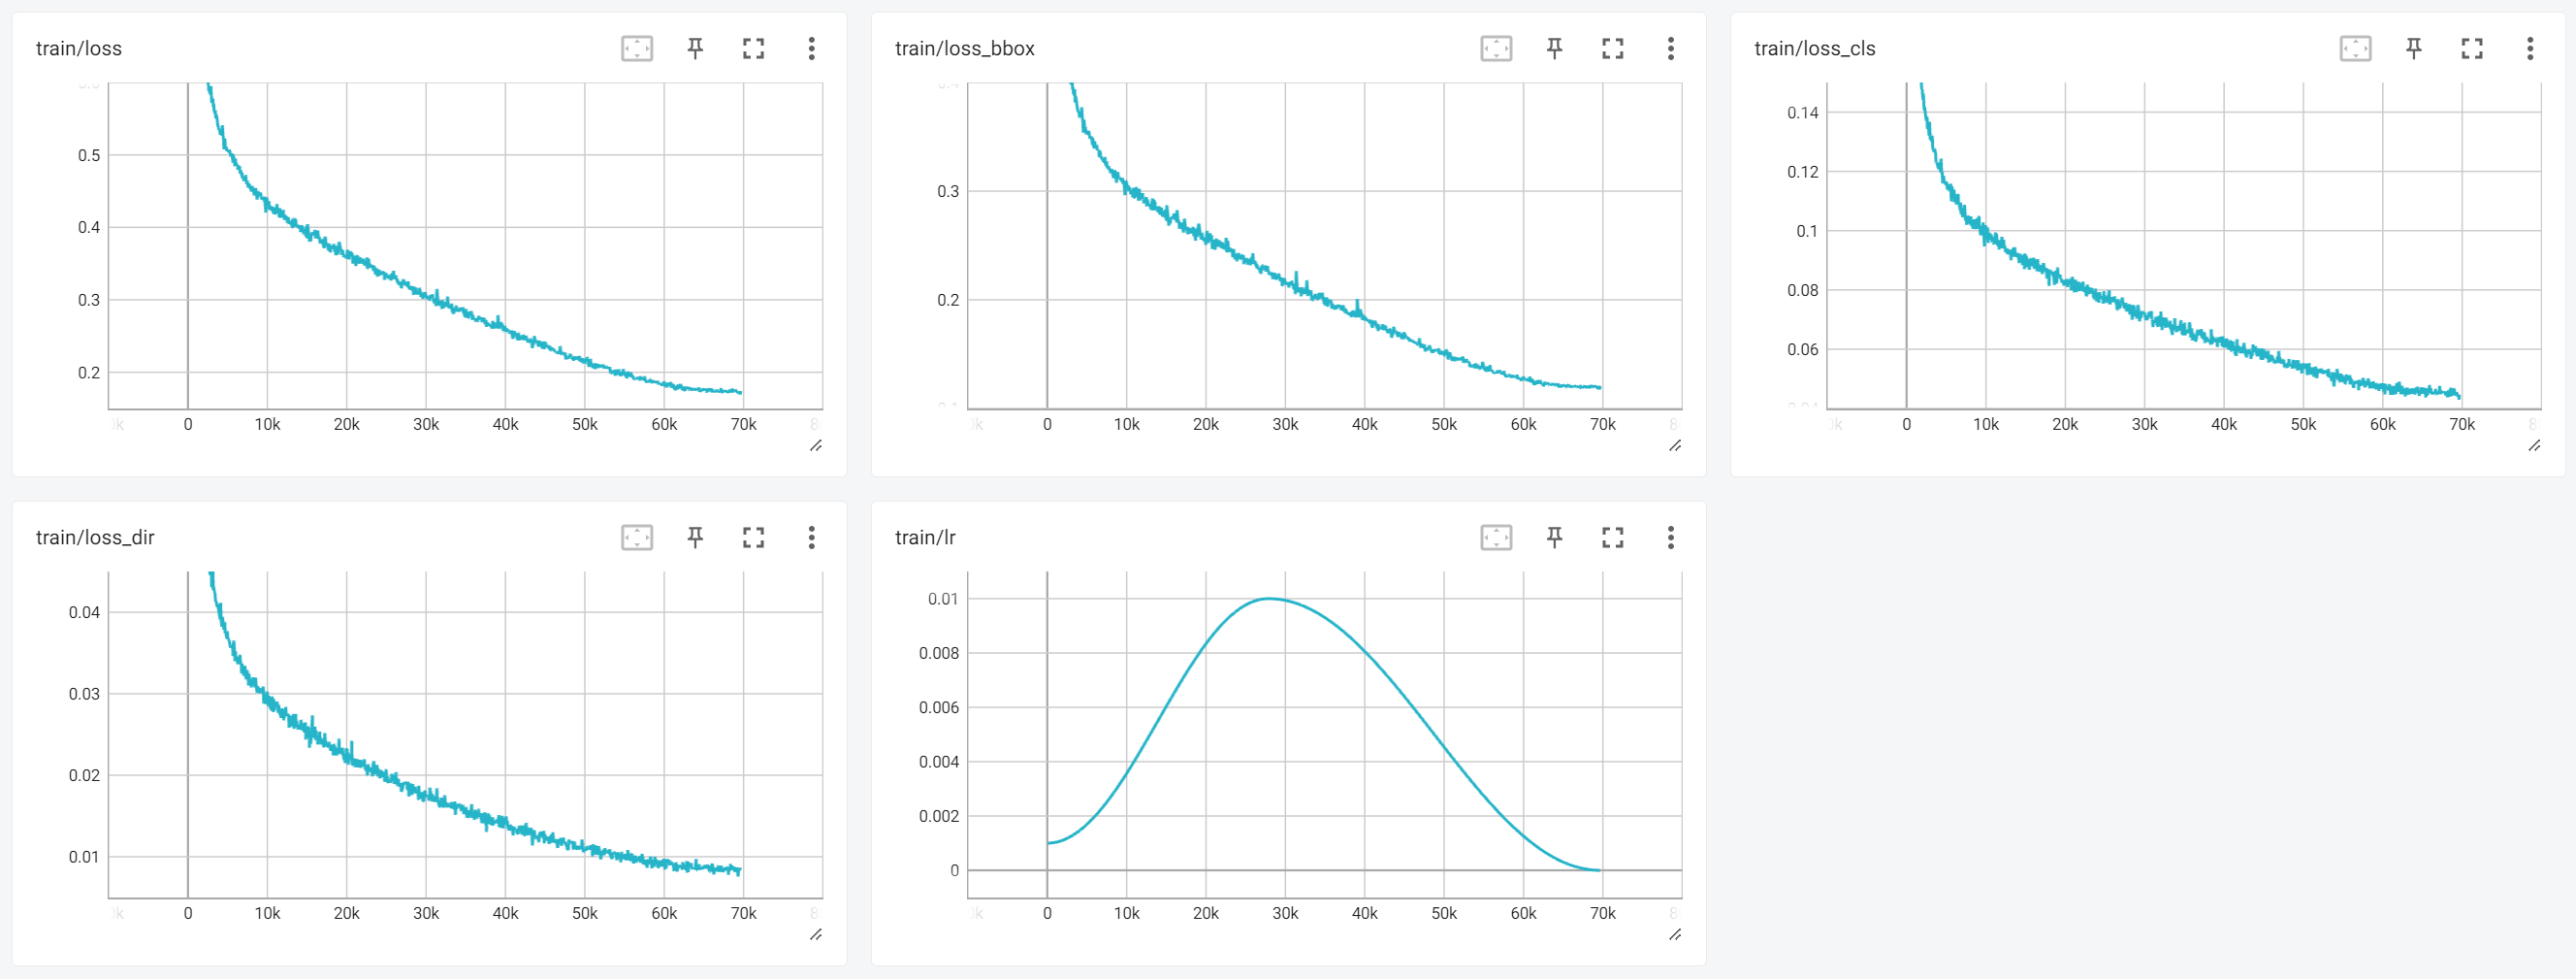 train/loss
0.5
0.4
0.3
0.2
0 10k 20k 30k 40k 50k 60k 70k
train/loss_bbox
0.3
0.2
0 10k 20k 30k 40k 50k 60k 70k
train/loss_cls
0.14
0.12
0.1
0.08
0.06
0 10k 20k 30k 40k 50k 60k 70k
train/loss_dir
0.04
0.03
0.02
0.01
0 10k 20k 30k 40k 50k 60k 70k
train/lr
0.01
0.008
0.006
0.004
0.002
0
0 10k 20k 30k 40k 50k 60k 70k